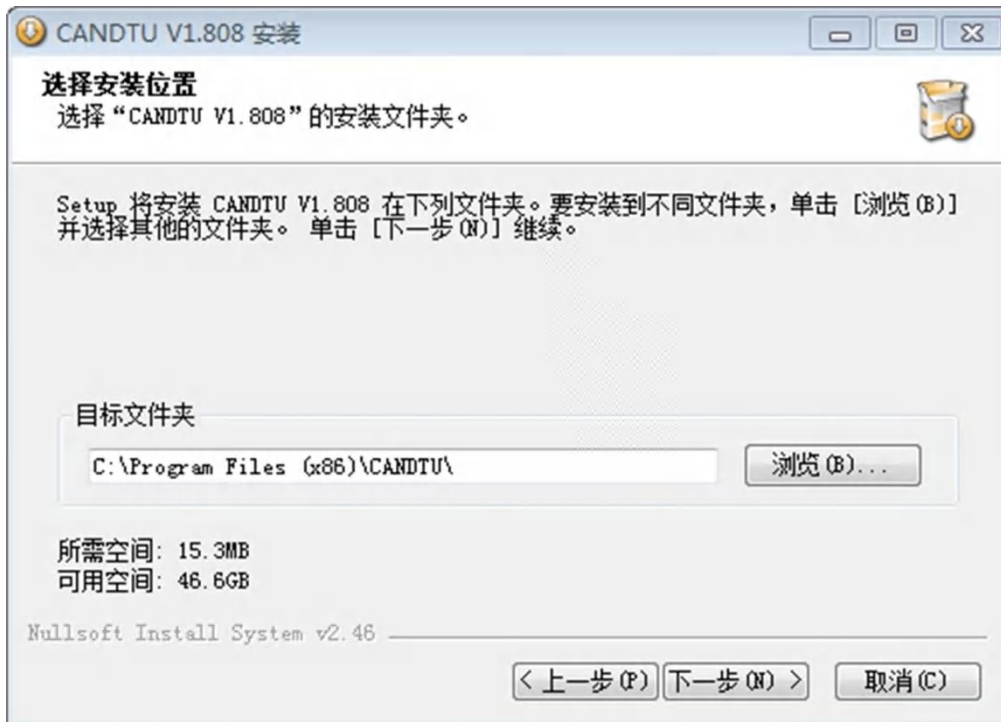 CANDTU V1.808 安装
选择安装位置
选择“CANDTU V1.808”的安装文件夹。
Setup 将安装 CANDTU V1.808 在下列文件夹。要安装到不同文件夹，单击 [浏览(B)]
并选择其他的文件夹。 单击 [下一步(N)] 继续。
目标文件夹
C:\Program Files (x86)\CANDTU\
浏览(B)...
所需空间: 15.3MB
可用空间: 46.6GB
Nullsoft Install System v2.46
< 上一步(P) 下一步(N) > 取消(C)